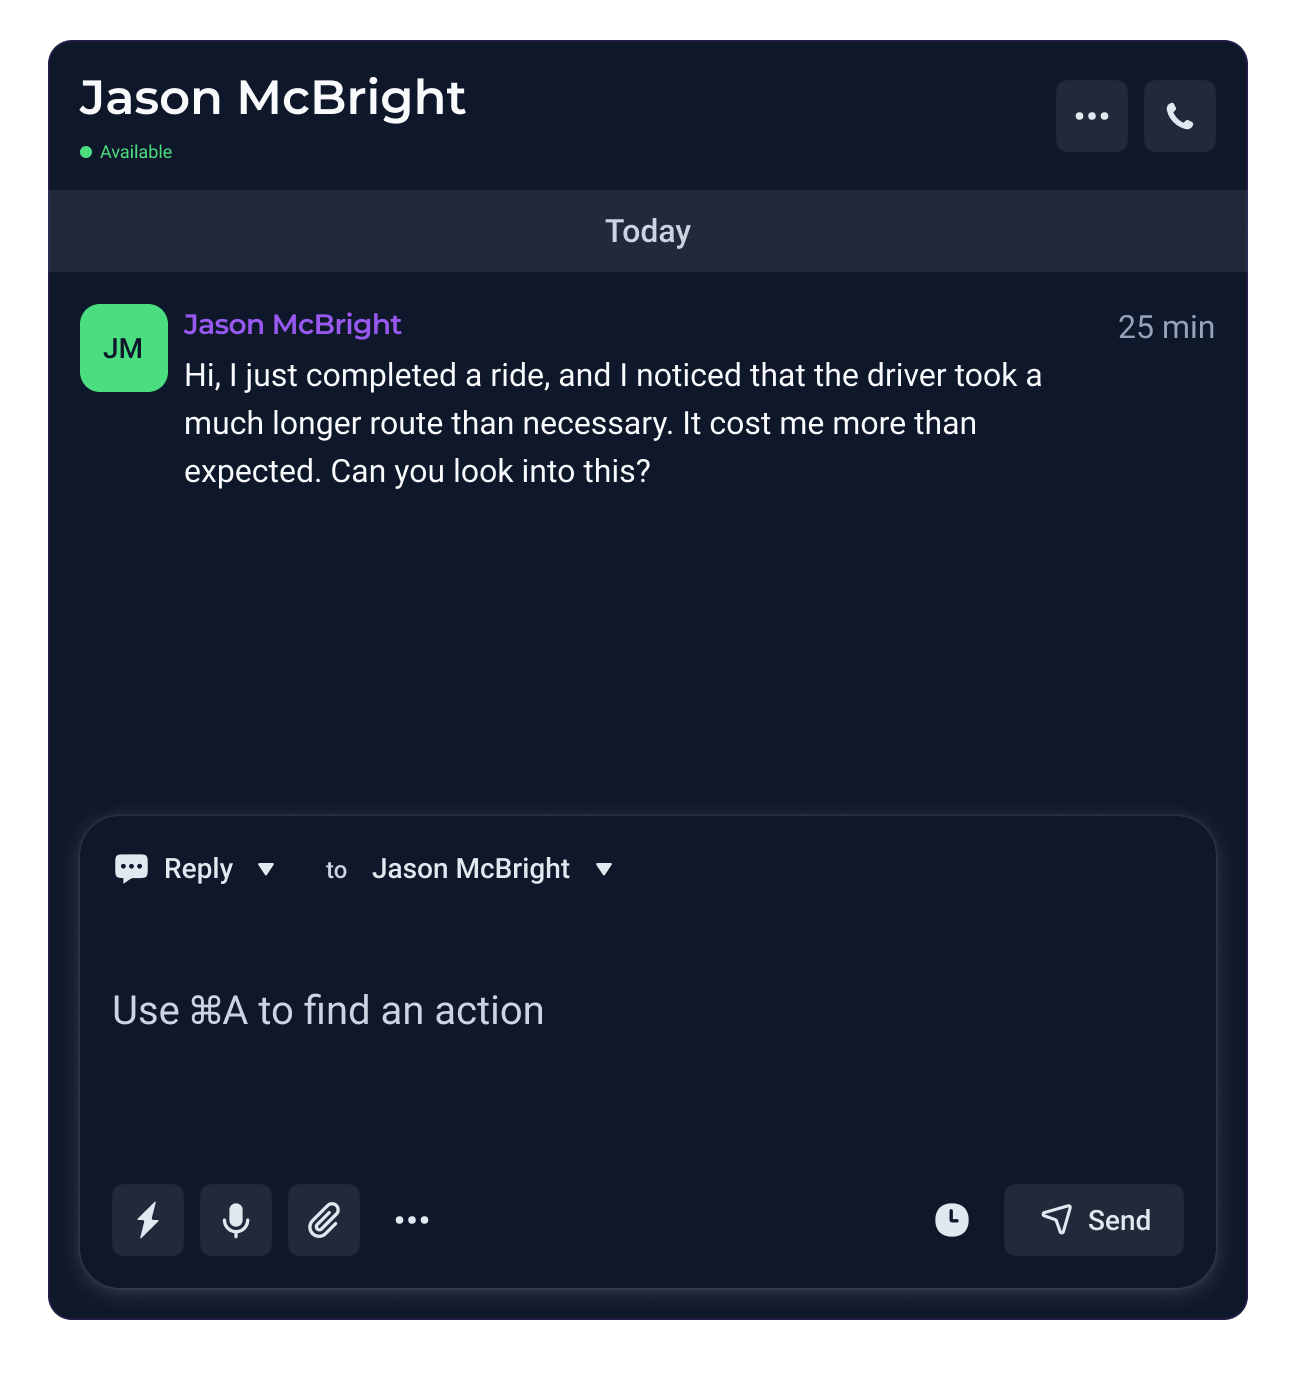 Jason McBright
Available
Today
JM
Jason McBright
25 min
Hi, I just completed a ride, and I noticed that the driver took a
much longer route than necessary. It cost me more than
expected. Can you look into this?
Reply to Jason McBright
Use ⌘A to find an action
Send